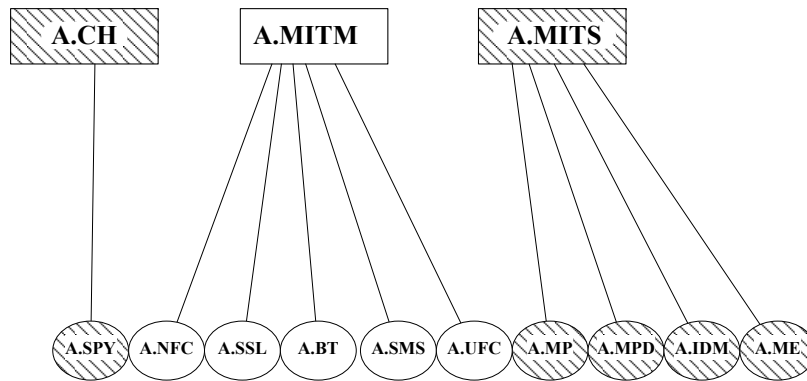 A.CH
A.MITM
A.MITS
A.SPY
A.NFC
A.SSL
A.BT
A.SMS
A.UFC
A.MP
A.MPD
A.IDM
A.ME